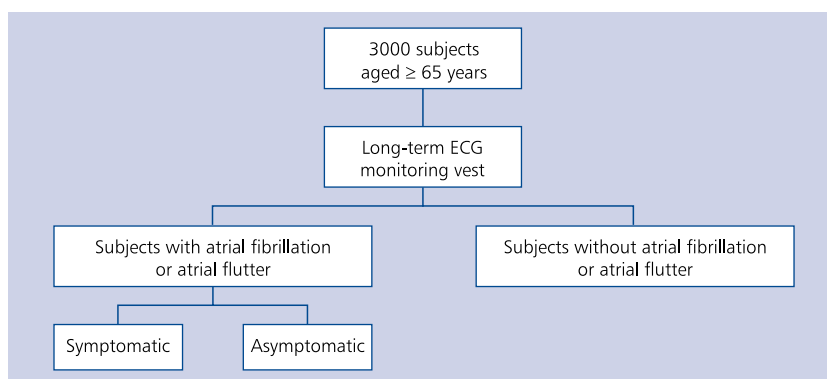 3000 subjects
aged ≥ 65 years
Long-term ECG
monitoring vest
Subjects with atrial fibrillation
or atrial flutter
Subjects without atrial fibrillation
or atrial flutter
Symptomatic
Asymptomatic